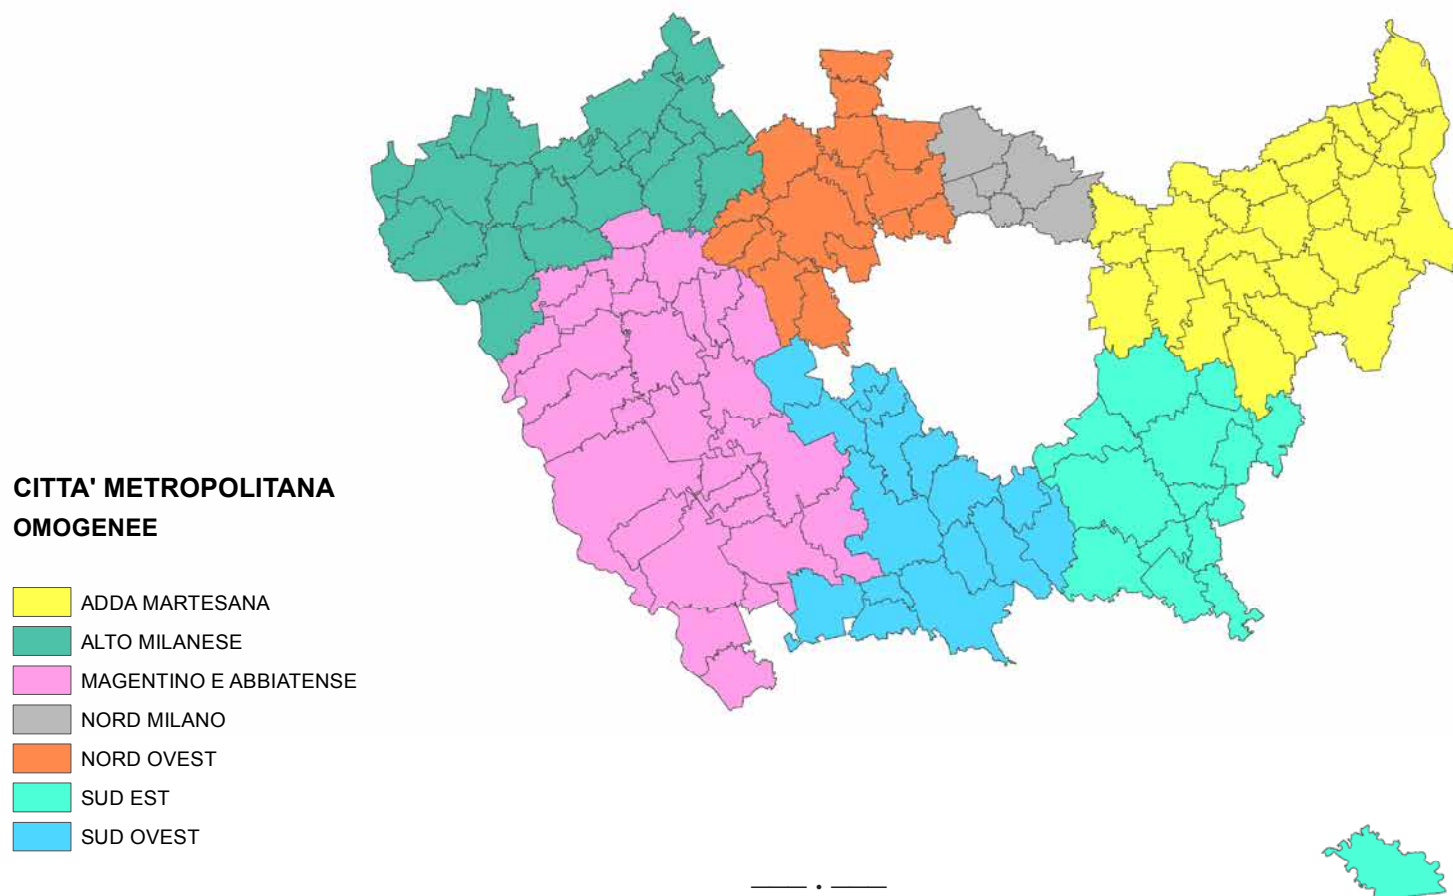 CITTA' METROPOLITANA
OMOGENEE
ADDA MARTESANA
ALTO MILANESE
MAGENTINO E ABBIATENSE
NORD MILANO
NORD OVEST
SUD EST
SUD OVEST